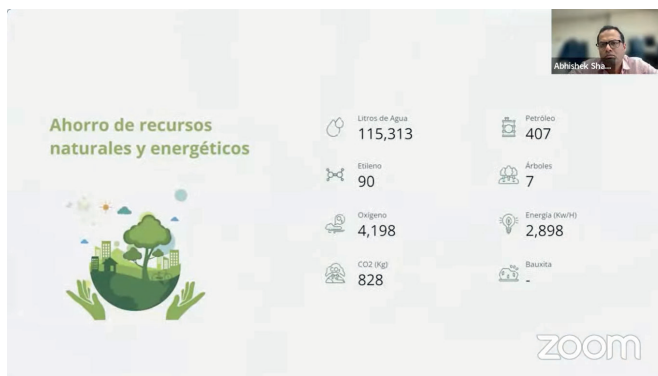 Abhishek Sha...
Ahorro de recursos
naturales y energéticos
Litros de Agua
115,313
Petróleo
407
Etileno
90
Árboles
7
Oxígeno
4,198
Energía (Kw/H)
2,898
CO2 (Kg)
828
Bauxita
-
zoom